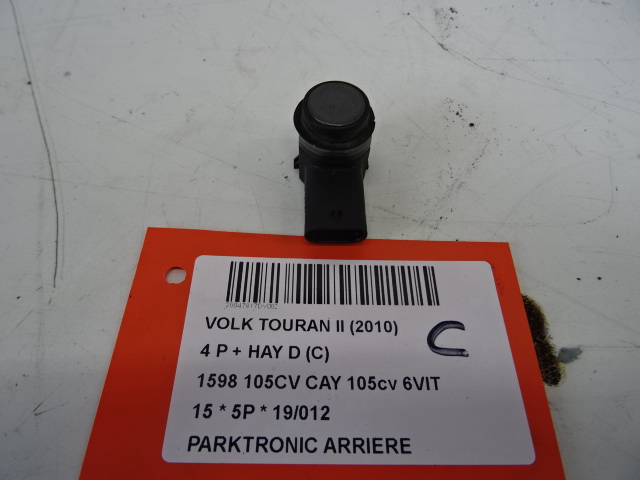 VOLK TOURAN II (2010)
4 P + HAY D (C)
C
1598 105CV CAY 105cv 6VIT
15 * 5P * 19/012
PARKTRONIC ARRIERE